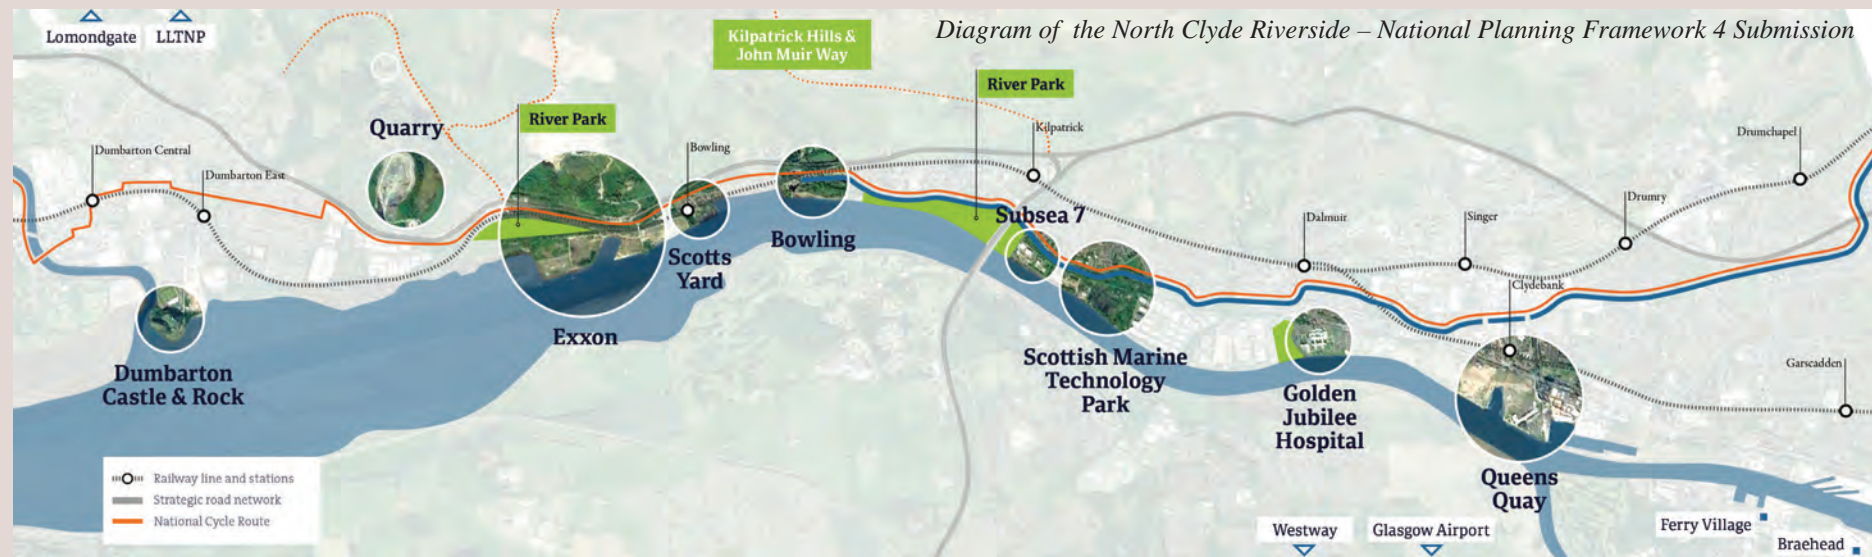 Diagram of the North Clyde Riverside – National Planning Framework 4 Submission
Lomondgate
LLTNP
Kilpatrick Hills &
John Muir Way
River Park
River Park
Quarry
Dumbarton Central
Dumbarton East
Bowling
Kilpatrick
Drumchapel
Drumry
Singer
Dalmuir
Clydebank
Garscadden
Subsea 7
Scotts
Yard
Bowling
Exxon
Dumbarton
Castle & Rock
Scottish Marine
Technology
Park
Golden
Jubilee
Hospital
Queens
Quay
Railway line and stations
Strategic road network
National Cycle Route
Westway
Glasgow Airport
Ferry Village
Braehead